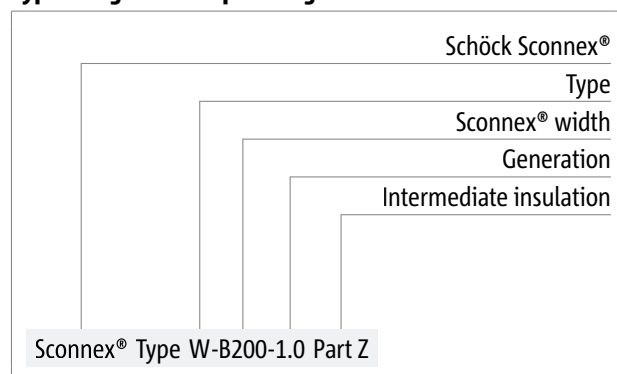 Schöck Sconnex®
Type
Sconnex® width
Generation
Intermediate insulation
Sconnex® Type W-B200-1.0 Part Z